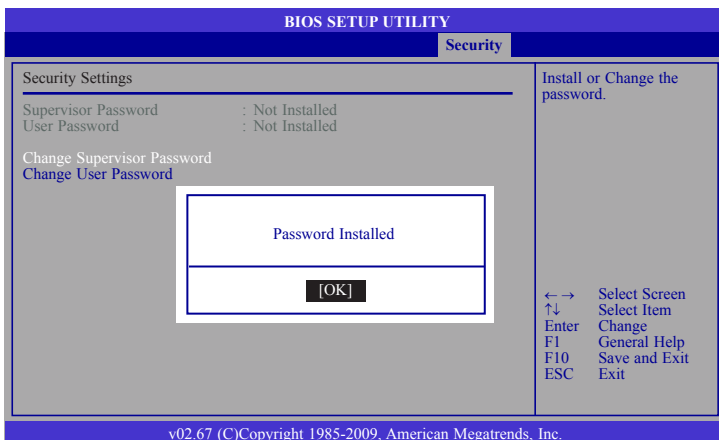 BIOS SETUP UTILITY
Security
Security Settings
Supervisor Password : Not Installed
User Password : Not Installed
Change Supervisor Password
Change User Password
Password Installed
[OK]
Install or Change the
password.
←→ Select Screen
↑↓ Select Item
Enter Change
F1 General Help
F10 Save and Exit
ESC Exit
v02.67 (C)Copyright 1985-2009, American Megatrends, Inc.